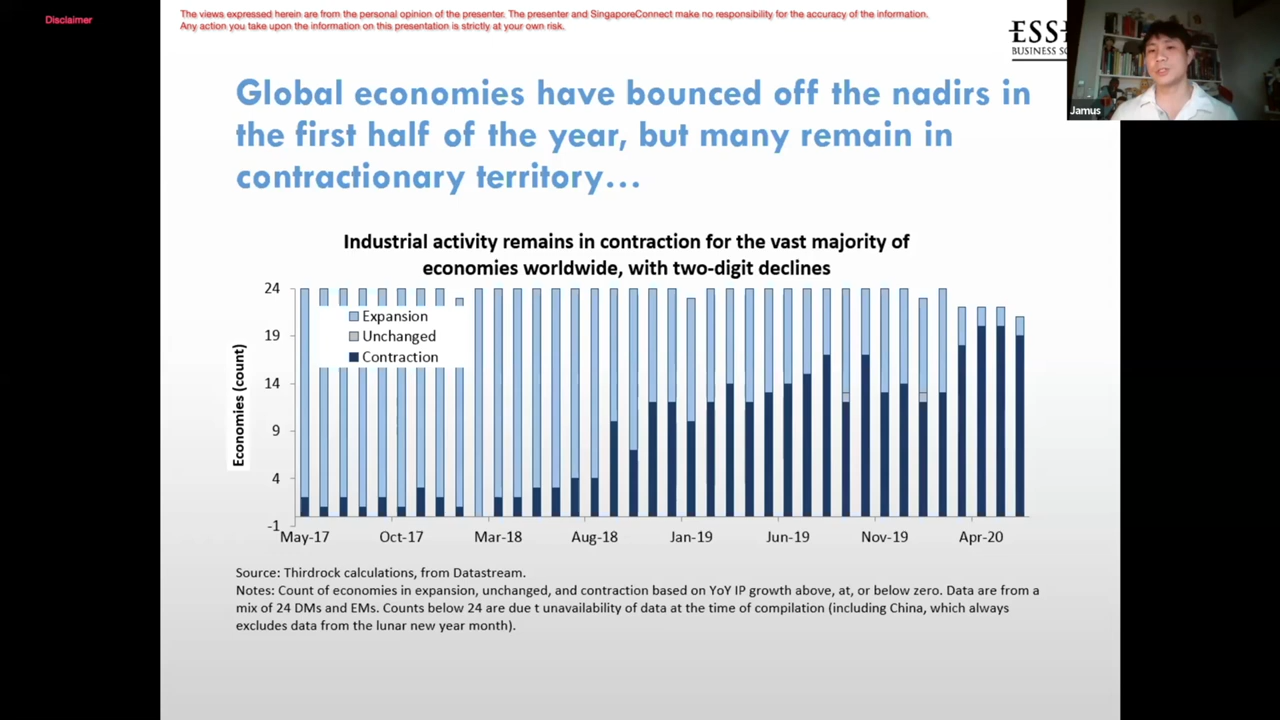 Disclaimer
The views expressed herein are from the personal opinion of the presenter. The presenter and SingaporeConnect make no responsibility for the accuracy of the information.
Any action you take upon the information on this presentation is strictly at your own risk.
BUSINESS
Jamus
Global economies have bounced off the nadirs in
the first half of the year, but many remain in
contractionary territory...
Industrial activity remains in contraction for the vast majority of
economies worldwide, with two-digit declines
Economies (count)
24
19
14
9
4
-1
Expansion
Unchanged
Contraction
May-17 Oct-17 Mar-18 Aug-18 Jan-19 Jun-19 Nov-19 Apr-20
Source: Thirdrock calculations, from Datastream.
Notes: Count of economies in expansion, unchanged, and contraction based on YoY IP growth above, at, or below zero. Data are from a
mix of 24 DMs and EMs. Counts below 24 are due t unavailability of data at the time of compilation (including China, which always
excludes data from the lunar new year month).